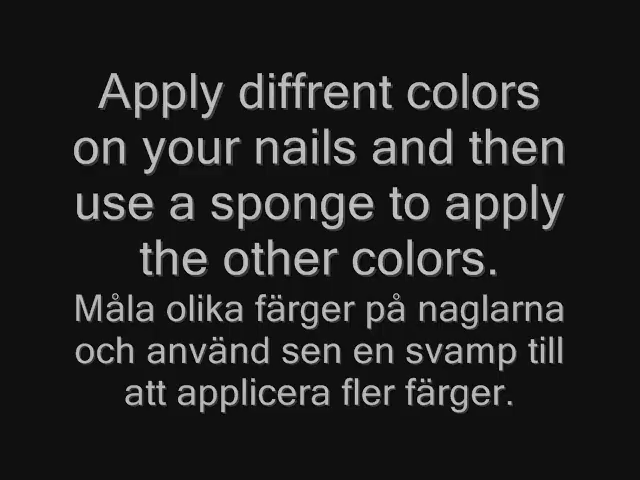 Apply diffrent colors
on your nails and then
use a sponge to apply
the other colors.
Måla olika färger på naglarna
och använd sen en svamp till
att applicera fler färger.